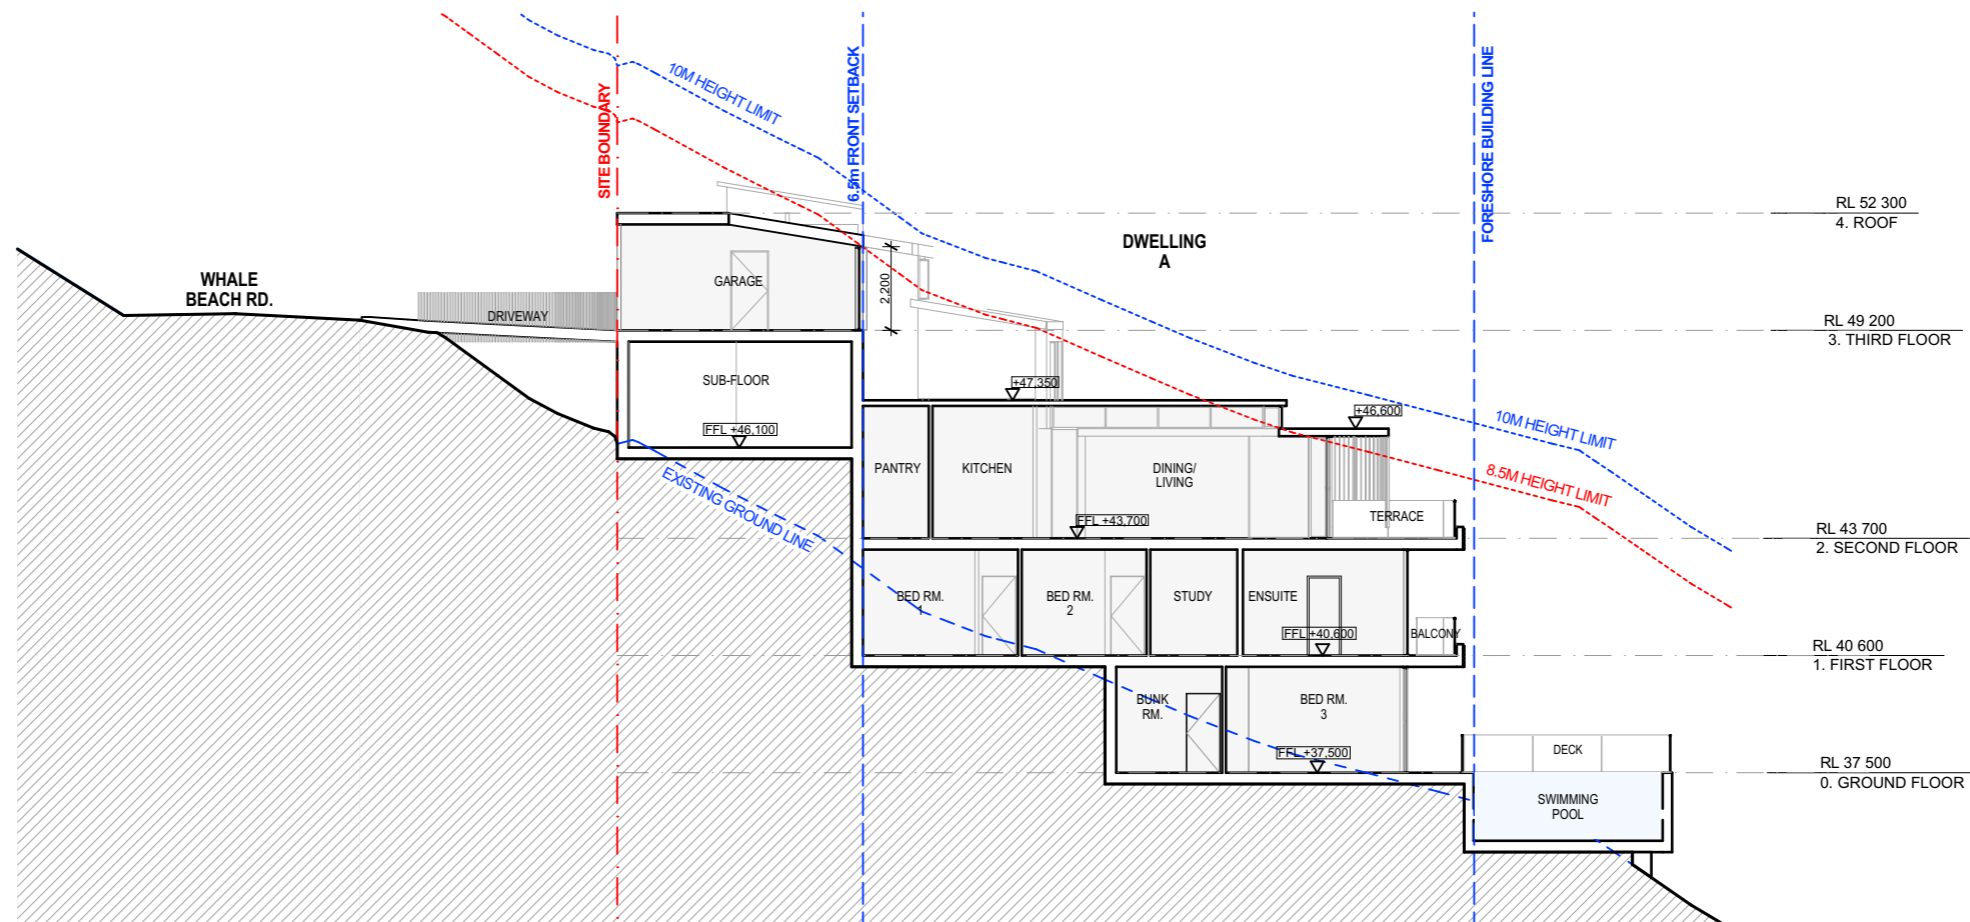 10M HEIGHT LIMIT
SITE BOUNDARY
6.5m FRONT SETBACK
FORESHORE BUILDING LINE
RL 52 300
4. ROOF
DWELLING
A
WHALE
BEACH RD.
GARAGE
2,200
DRIVEWAY
RL 49 200
3. THIRD FLOOR
SUB-FLOOR
+47,350
+46,600
10M HEIGHT LIMIT
FFL +46,100
PANTRY
KITCHEN
DINING/
LIVING
8.5M HEIGHT LIMIT
EXISTING GROUND LINE
FFL +43,700
TERRACE
RL 43 700
2. SECOND FLOOR
BED RM.
1
BED RM.
2
STUDY
ENSUITE
FFL +40,600
BALCONY
RL 40 600
1. FIRST FLOOR
BUNK
RM.
BED RM.
3
FFL +37,500
DECK
RL 37 500
0. GROUND FLOOR
SWIMMING
POOL